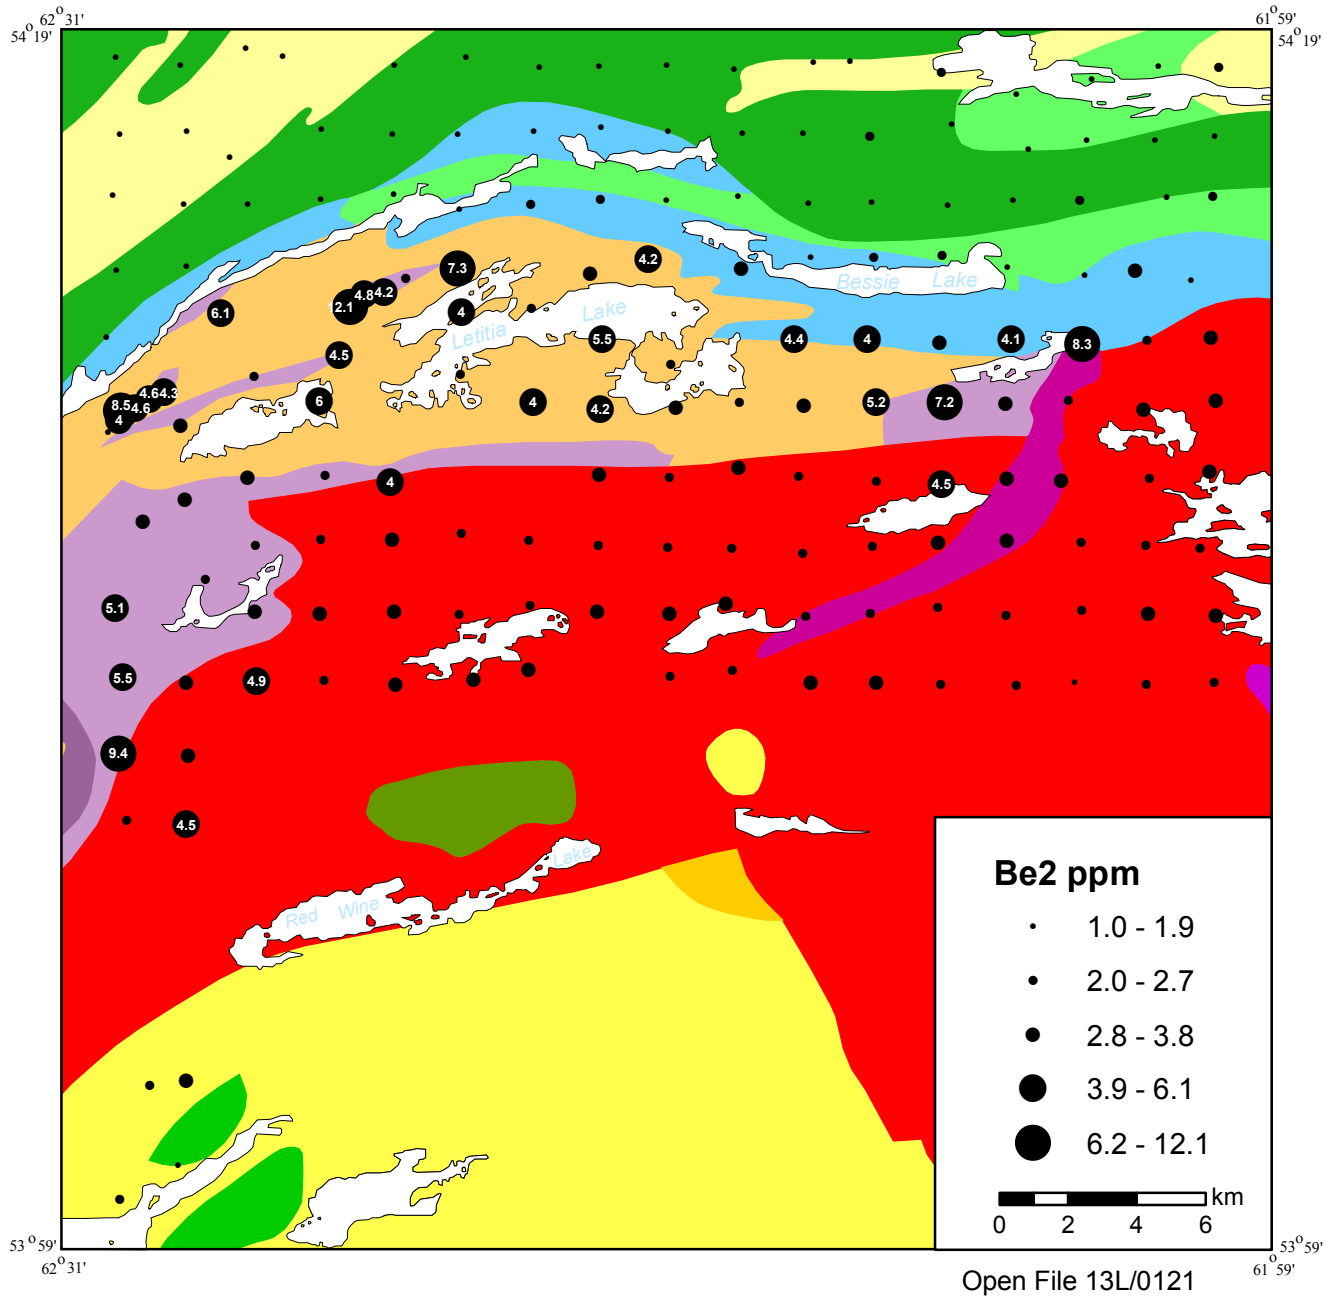 62°31' 61°59'
54°19' 54°19'
7.3
4.2
Bessie Lake
4.8 4.2
12.1
6.1
4
Letitia Lake
5.5
4.4
4
4.1
8.3
4.5
4.6 4.3
8.5 4.6
4
6
4
4.2
5.2
7.2
4
4.5
5.1
5.5
4.9
9.4
4.5
Red Wine Lake
Be2 ppm
1.0 - 1.9
2.0 - 2.7
2.8 - 3.8
3.9 - 6.1
6.2 - 12.1
km
0 2 4 6
53°59' 53°59'
62°31' 61°59'
Open File 13L/0121